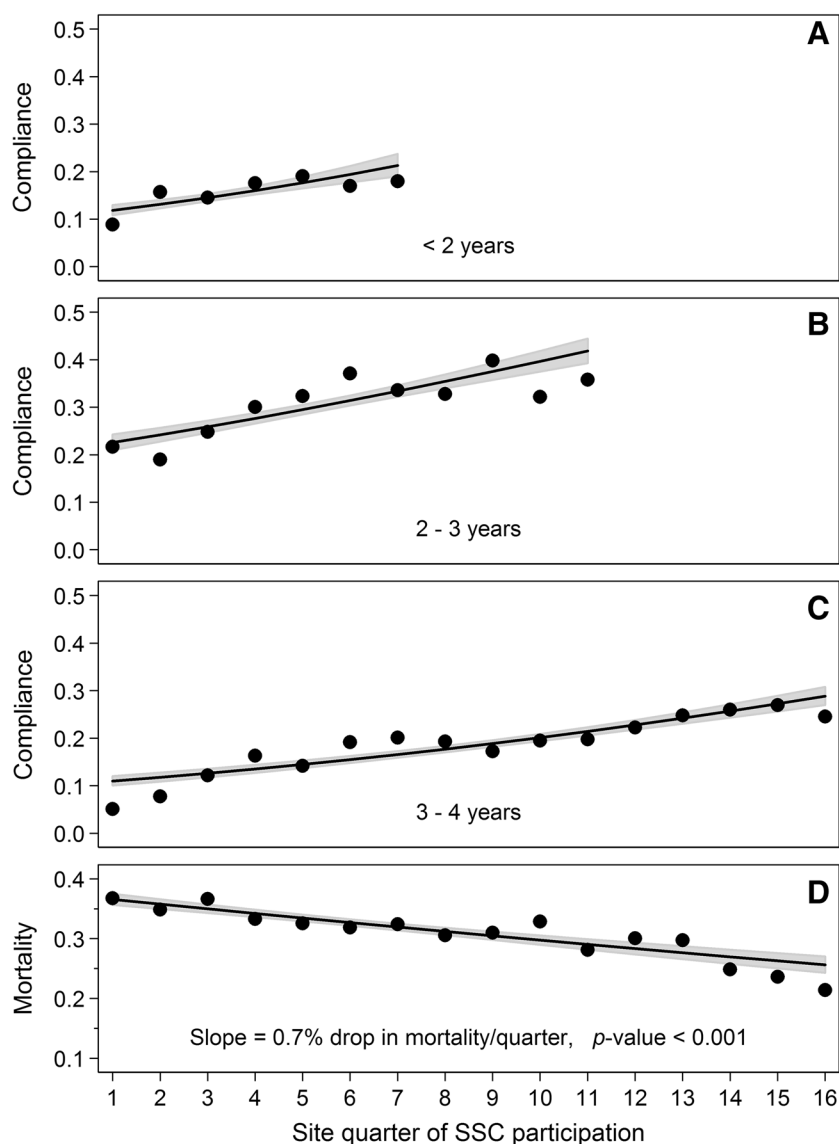 A
0.5
0.4
0.3
0.2
0.1
0.0
Compliance
< 2 years
B
0.5
0.4
0.3
0.2
0.1
0.0
Compliance
2 - 3 years
C
0.5
0.4
0.3
0.2
0.1
0.0
Compliance
3 - 4 years
D
0.4
0.3
0.2
0.1
Mortality
Slope = 0.7% drop in mortality/quarter, p-value < 0.001
1 2 3 4 5 6 7 8 9 10 11 12 13 14 15 16
Site quarter of SSC participation